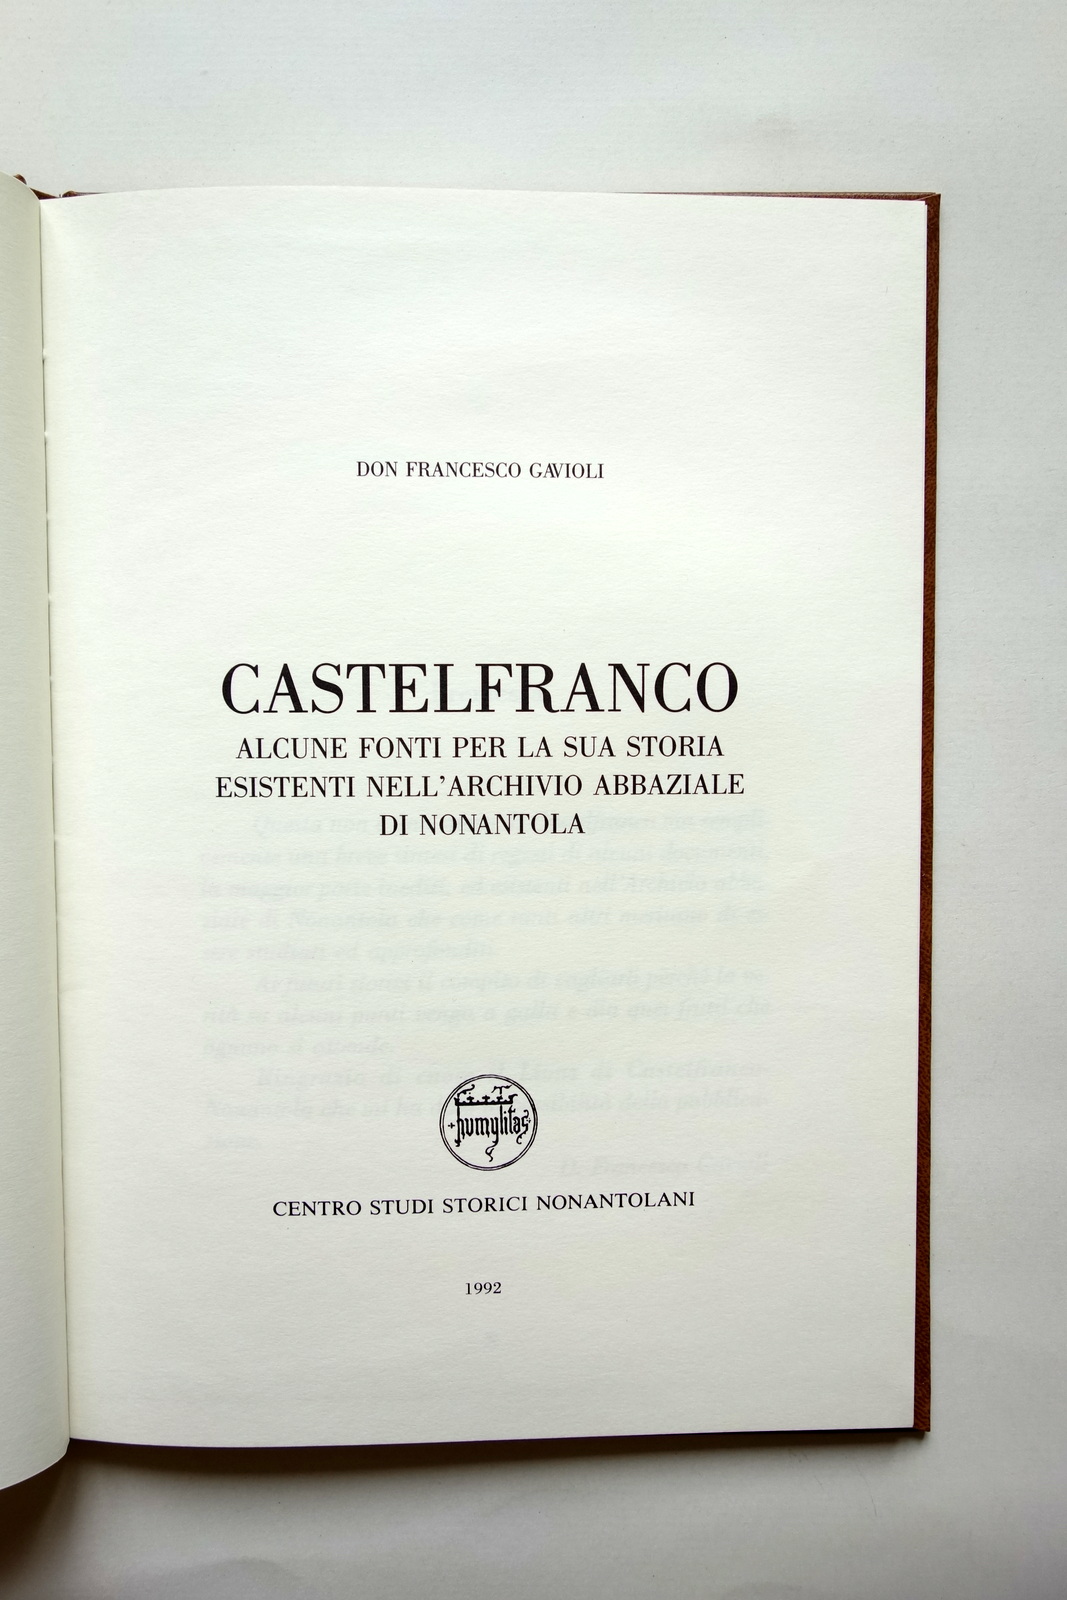 DON FRANCESCO GAVIOLI
CASTELFRANCO
ALCUNE FONTI PER LA SUA STORIA
ESISTENTI NELL'ARCHIVIO ABBAZIALE
DI NONANTOLA
humylitas
CENTRO STUDI STORICI NONANTOLANI
1992